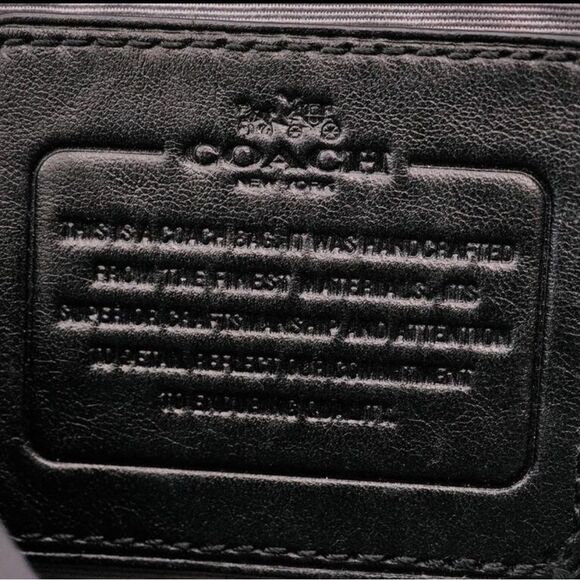 COACH
NEW YORK
THIS IS A COACH BAG. IT WAS HANDCRAFTED
FROM THE FINEST MATERIALS. ITS
SUPERIOR CRAFTSMANSHIP AND ATTENTION
TO DETAIL REFLECT OUR COMMITMENT
TO ENDURING QUALITY.